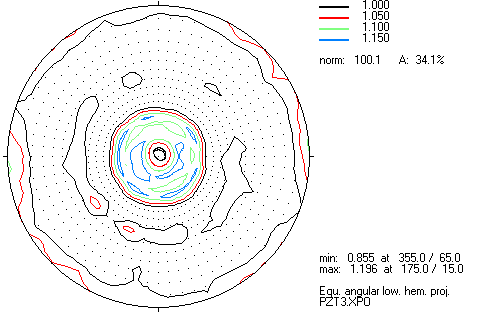 1.000
1.050
1.100
1.150
norm: 100.1 A: 34.1%
min: 0.855 at 355.0 / 65.0
max: 1.196 at 175.0 / 15.0
Equ. angular low. hem. proj.
PZT3.XPO